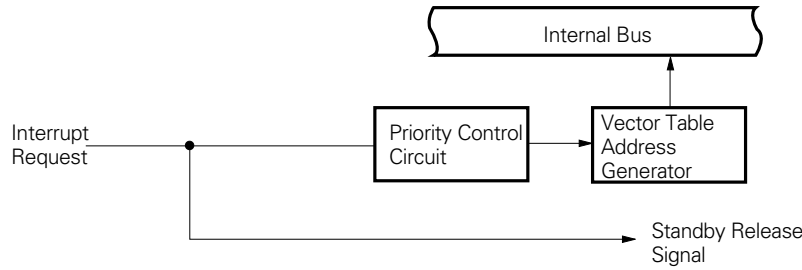 Internal Bus
Interrupt
Request
Priority Control
Circuit
Vector Table
Address
Generator
Standby Release
Signal